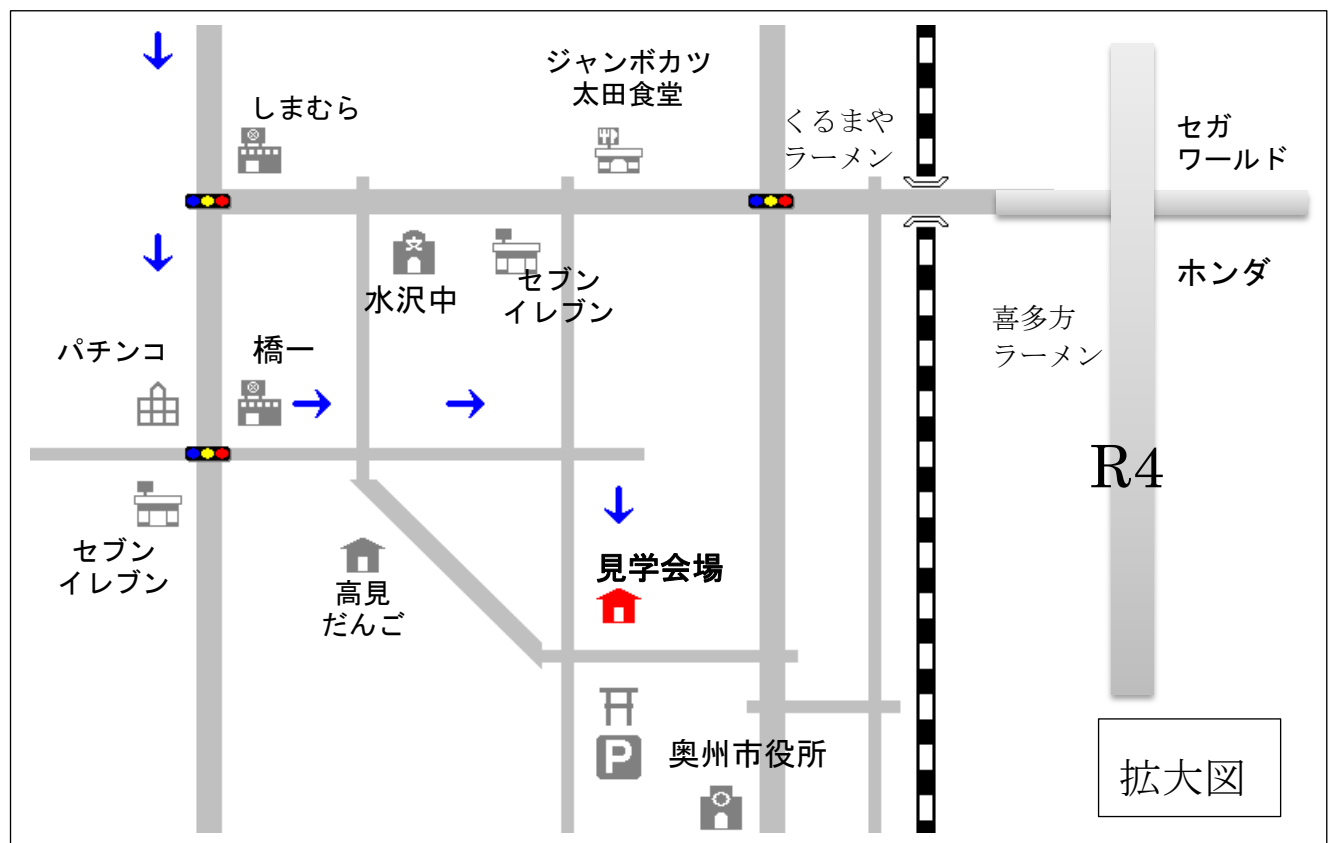 ジャンボカツ
太田食堂
しまむら
くるまや
ラーメン
セガ
ワールド
水沢中
セブン
イレブン
ホンダ
喜多方
ラーメン
パチンコ
橋一
R4
セブン
イレブン
高見
だんご
見学会場
P
奥州市役所
拡大図
文